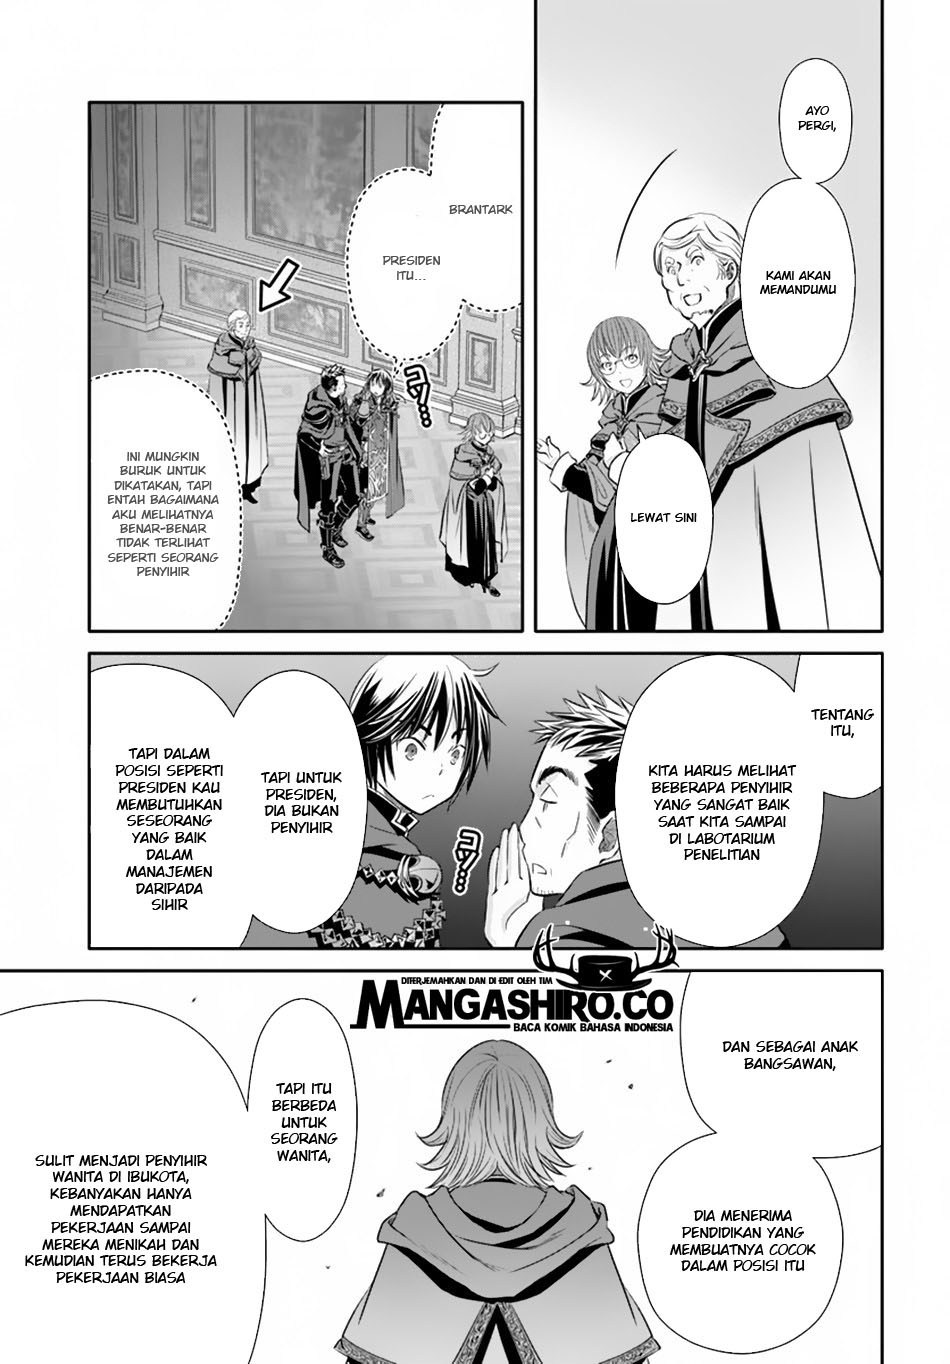 AYO
PERGI,
KAMI AKAN
MEMANDUMU
LEWAT SINI
BRANTARK
PRESIDEN
ITU...
コソ…
INI MUNGKIN
BURUK UNTUK
DIKATAKAN, TAPI
ENTAH BAGAIMANA
AKU MELIHATNYA
BENAR-BENAR
TIDAK TERLIHAT
SEPERTI SEORANG
PENYIHIR
TENTANG
ITU,
KITA HARUS MELIHAT
BEBERAPA PENYIHIR
YANG SANGAT BAIK
SAAT KITA SAMPAI
DI LABOTARIUM
PENELITIAN
コソ…
TAPI UNTUK
PRESIDEN,
DIA BUKAN
PENYIHIR
TAPI DALAM
POSISI SEPERTI
PRESIDEN KAU
MEMBUTUHKAN
SESEORANG
YANG BAIK
DALAM
MANAJEMEN
DARIPADA
SIHIR
DITERJEMAHKAN DAN DI EDIT OLEH TIM
MANGASHIRO.CO
BACA KOMIK BAHASA INDONESIA
DAN SEBAGAI ANAK
BANGSAWAN,
DIA MENERIMA
PENDIDIKAN YANG
MEMBUATNYA COCOK
DALAM POSISI ITU
TAPI ITU
BERBEDA
UNTUK
SEORANG
WANITA,
SULIT MENJADI PENYIHIR
WANITA DI IBUKOTA,
KEBANYAKAN HANYA
MENDAPATKAN
PEKERJAAN SAMPAI
MEREKA MENIKAH DAN
KEMUDIAN TERUS BEKERJA
PEKERJAAN BIASA